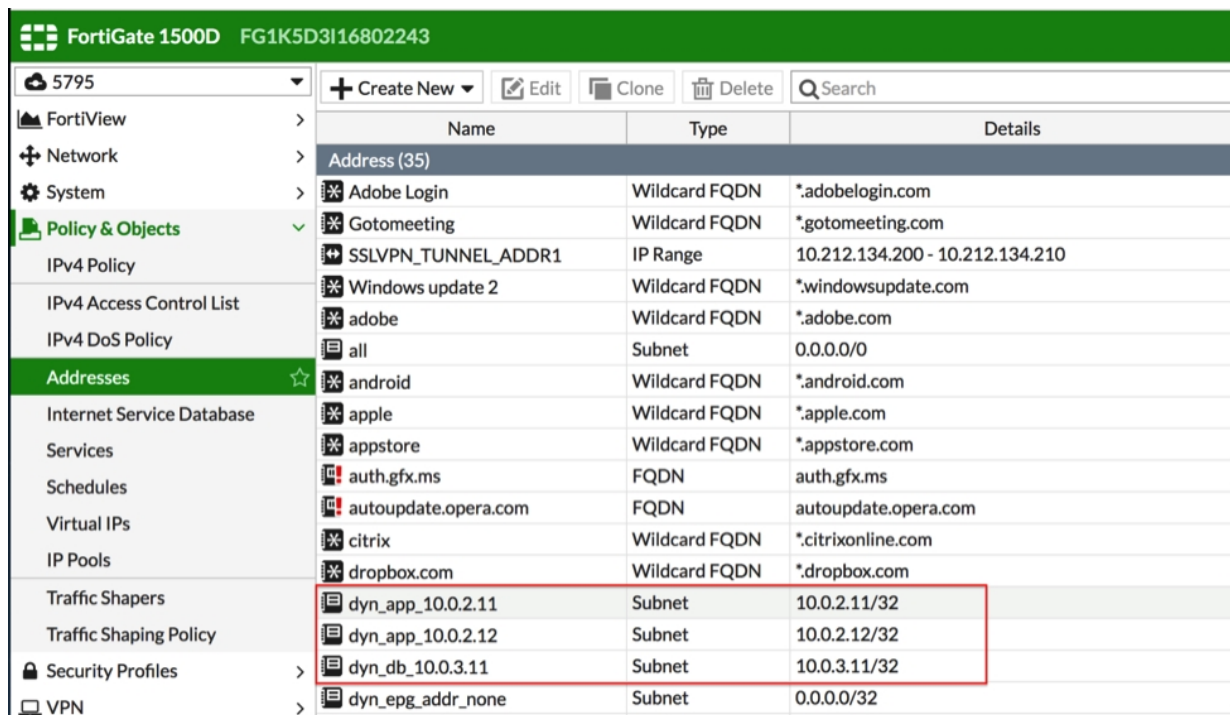 FortiGate 1500D FG1K5D3I16802243
5795
FortiView
Network
System
Policy & Objects
IPv4 Policy
IPv4 Access Control List
IPv4 DoS Policy
Addresses
Internet Service Database
Services
Schedules
Virtual IPs
IP Pools
Traffic Shapers
Traffic Shaping Policy
Security Profiles
VPN
Create New Edit Clone Delete Search
Name Type Details
Address (35)
Adobe Login Wildcard FQDN *.adobelogin.com
Gotomeeting Wildcard FQDN *.gotomeeting.com
SSLVPN_TUNNEL_ADDR1 IP Range 10.212.134.200 - 10.212.134.210
Windows update 2 Wildcard FQDN *.windowsupdate.com
adobe Wildcard FQDN *.adobe.com
all Subnet 0.0.0.0/0
android Wildcard FQDN *.android.com
apple Wildcard FQDN *.apple.com
appstore Wildcard FQDN *.appstore.com
auth.gfx.ms FQDN auth.gfx.ms
autoupdate.opera.com FQDN autoupdate.opera.com
citrix Wildcard FQDN *.citrixonline.com
dropbox.com Wildcard FQDN *.dropbox.com
dyn_app_10.0.2.11 Subnet 10.0.2.11/32
dyn_app_10.0.2.12 Subnet 10.0.2.12/32
dyn_db_10.0.3.11 Subnet 10.0.3.11/32
dyn_epg_addr_none Subnet 0.0.0.0/32